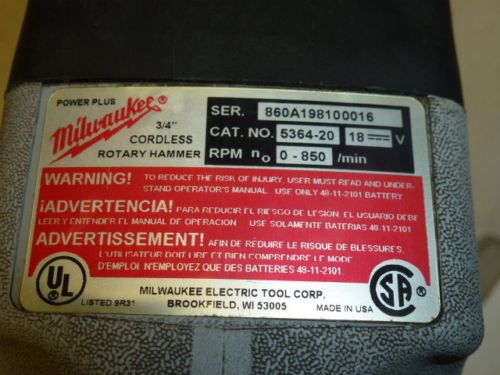 POWER PLUS
Milwaukee
3/4"
CORDLESS
ROTARY HAMMER
SER. 860A198100016
CAT. NO. 5364-20 18 V
RPM no 0-850 /min
WARNING! TO REDUCE THE RISK OF INJURY, USER MUST READ AND UNDER-
STAND OPERATOR'S MANUAL. USE ONLY 48-11-2101 BATTERY.
¡ADVERTENCIA! PARA REDUCIR EL RIESGO DE LESION, EL USUARIO DEBE
LEER Y ENTENDER EL MANUAL DE OPERACION USE SOLAMENTE BATERIAS 48-11-2101.
ADVERTISSEMENT! AFIN DE REDUIRE LE RISQUE DE BLESSURES,
L'UTILISATEUR DOIT LIRE ET BIEN COMPRENDRE LE MODE
D'EMPLOI N'EMPLOYEZ QUE DES BATTERIES 48-11-2101.
UL
LISTED 9R31
MILWAUKEE ELECTRIC TOOL CORP.
BROOKFIELD, WI 53005
MADE IN USA
SA